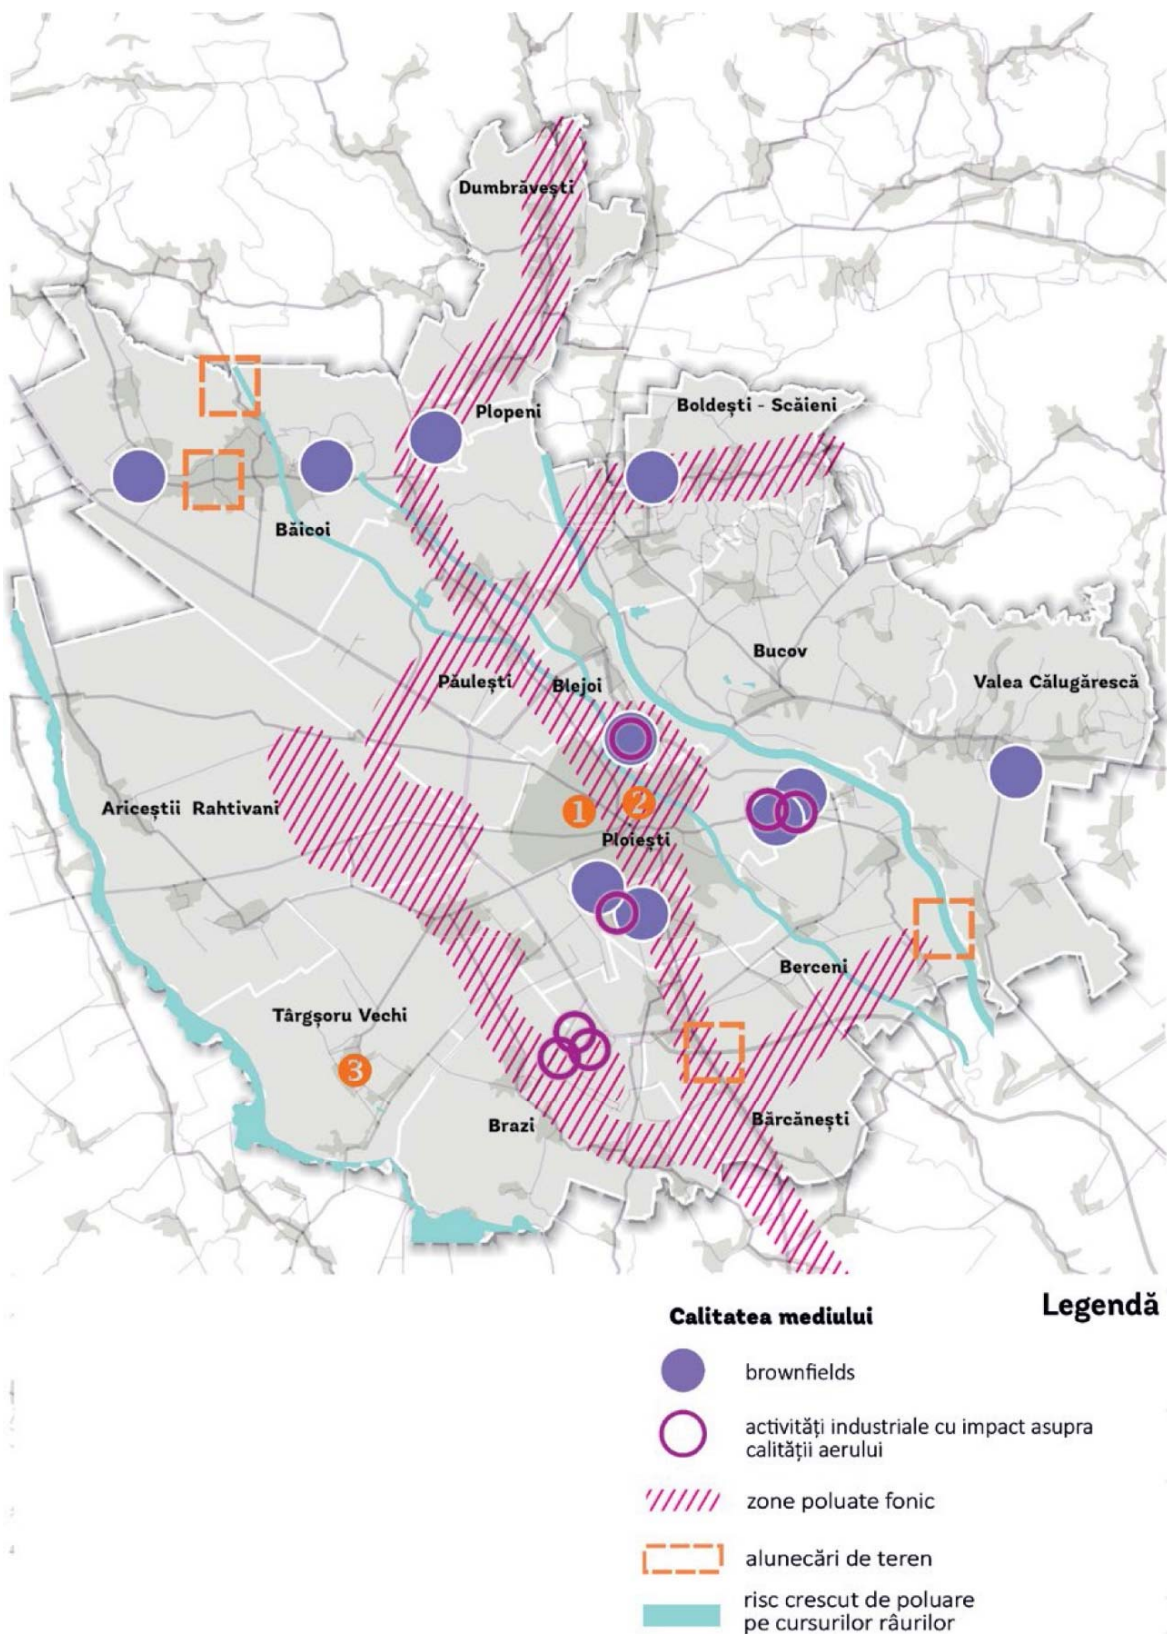 Dumbrăvești
Plopeni
Boldești - Scăieni
Băicoi
Bucov
Păulești
Blejoi
Valea Călugărescă
Ariceștii Rahtivani
1
2
Ploiești
Berceni
Târgșoru Vechi
3
Brazi
Bărcănești
Legendă
Calitatea mediului
brownfields
activități industriale cu impact asupra
calității aerului
zone poluate fonic
alunecări de teren
risc crescut de poluare
pe cursurilor râurilor